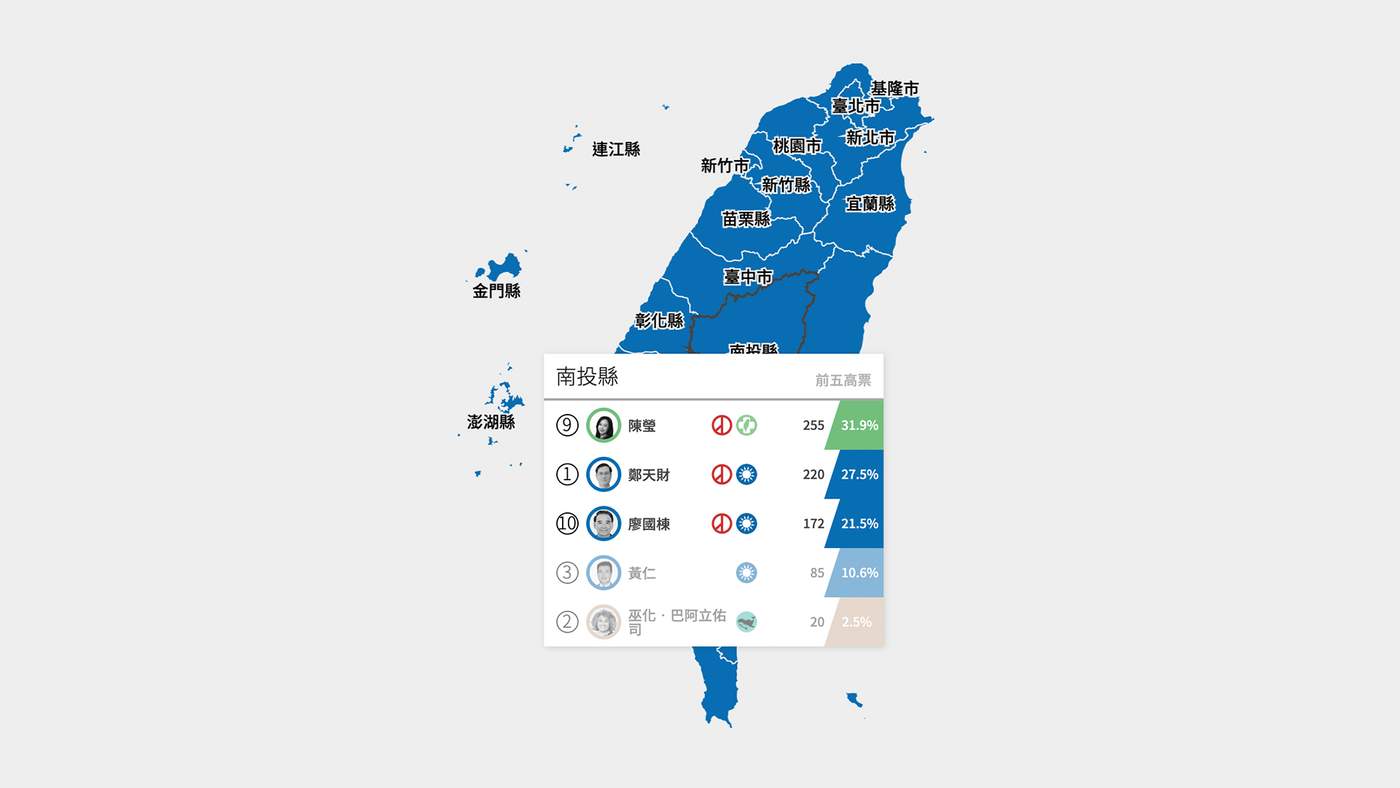 基隆市
臺北市
新北市
桃園市
連江縣
新竹市
新竹縣
宜蘭縣
苗栗縣
臺中市
金門縣
彰化縣
南投縣
澎湖縣
南投縣 前五高票
9 陳瑩 255 31.9%
1 鄭天財 220 27.5%
10 廖國棟 172 21.5%
3 黃仁 85 10.6%
2 巫化‧巴阿立佑
司 20 2.5%